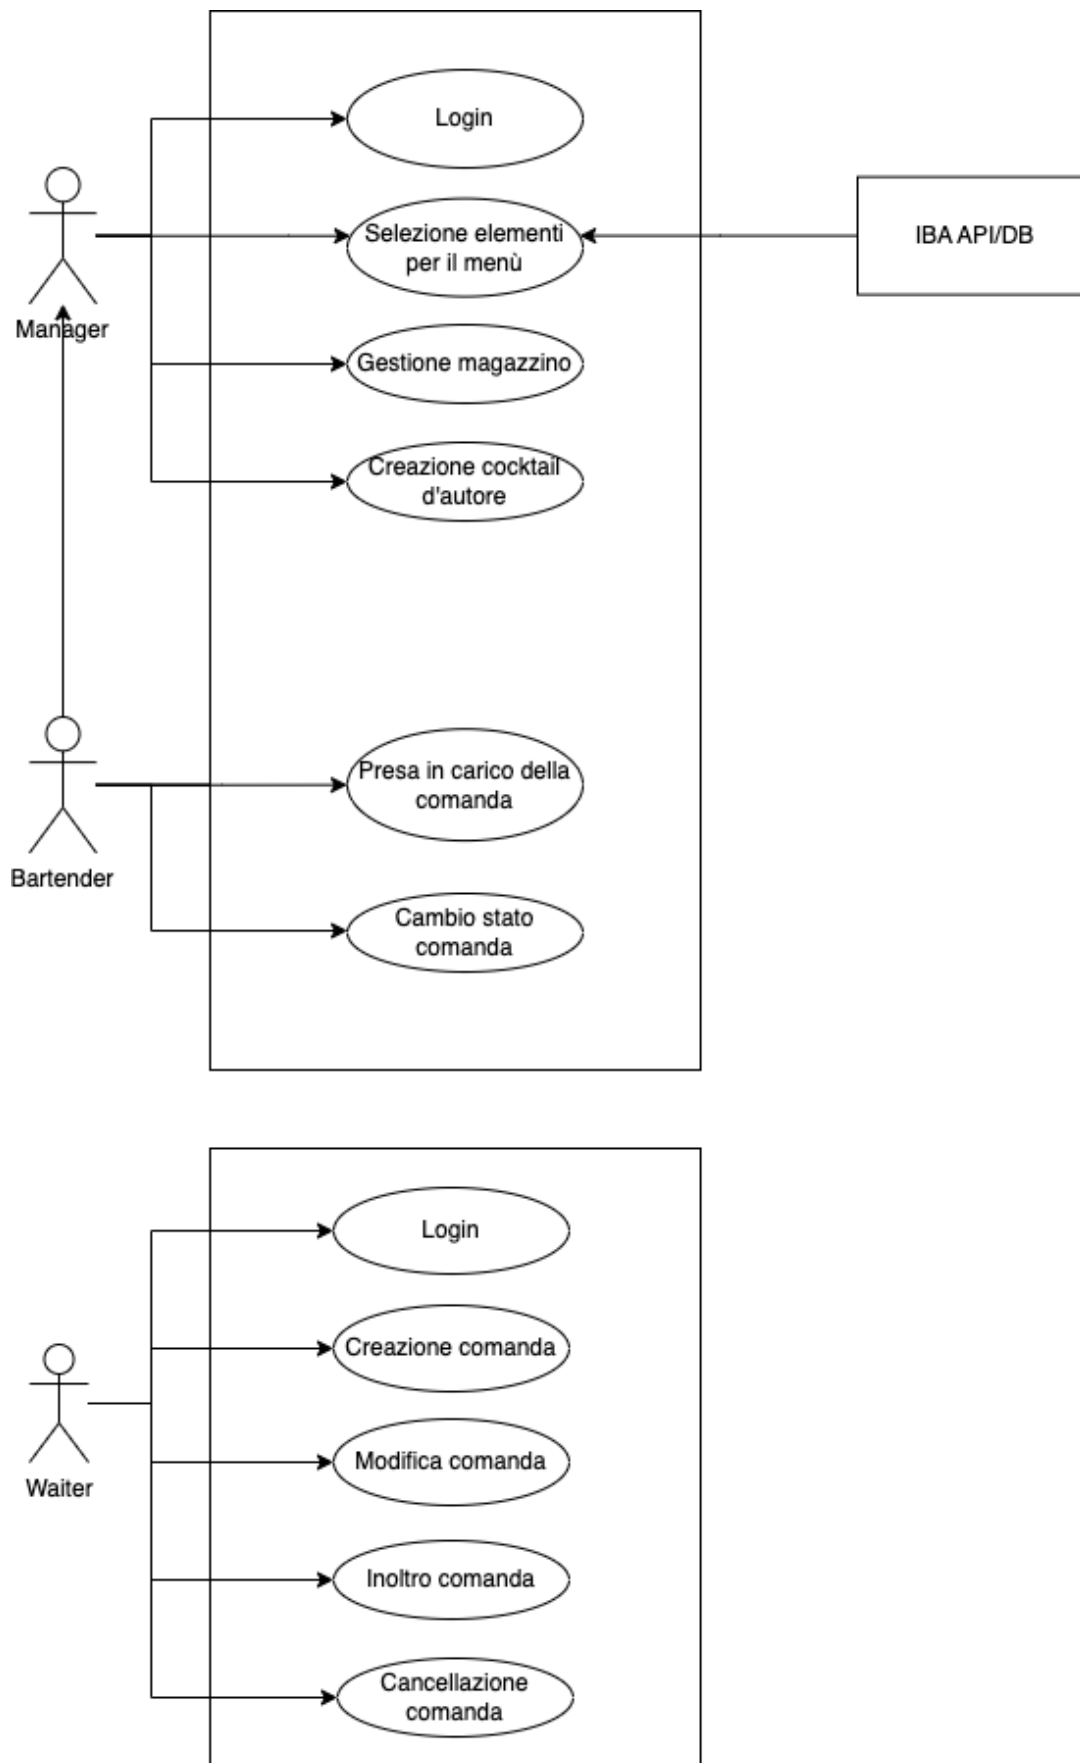 Login
Selezione elementi
per il menù
IBA API/DB
Manager
Gestione magazzino
Creazione cocktail
d'autore
Presa in carico della
comanda
Bartender
Cambio stato
comanda
Login
Creazione comanda
Modifica comanda
Waiter
Inoltro comanda
Cancellazione
comanda